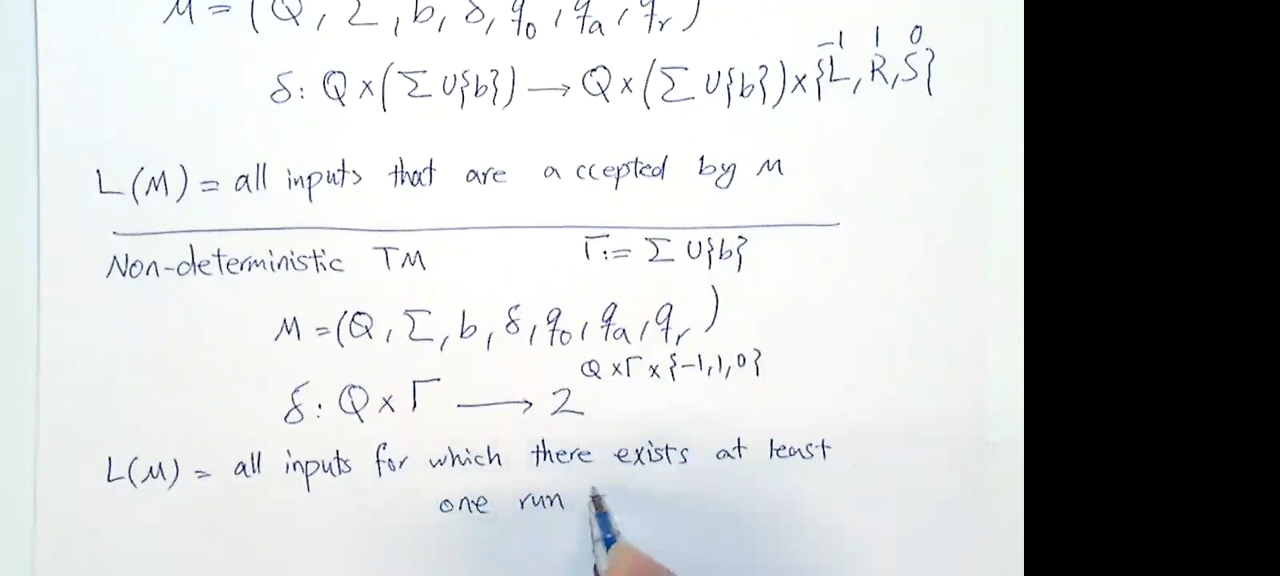 M = (Q, Σ, b, δ, q₀, qₐ, qᵣ)
-1 1 0
δ: Q × (Σ ∪ {b}) → Q × (Σ ∪ {b}) × {L, R, S}
L(M) = all inputs that are accepted by M
Non-deterministic TM Γ := Σ ∪ {b}
M = (Q, Σ, b, δ, q₀, qₐ, qᵣ)
Q × Γ × {-1, 1, 0}
δ: Q × Γ → 2
L(M) = all inputs for which there exists at least
one run